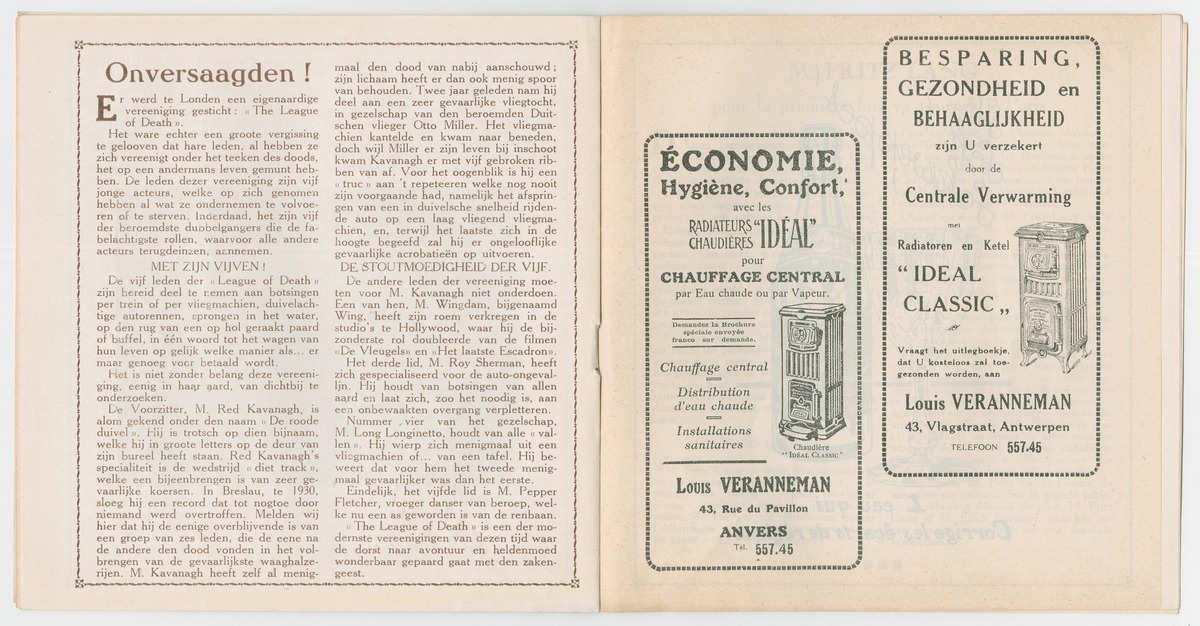 Onversaagden !
Er werd te Londen een eigenaardige
vereeniging gesticht : « The League
of Death ».
Het ware echter een groote vergissing
te gelooven dat hare leden, al hebben ze
zich vereenigt onder het teeken des doods,
het op een andermans leven gemunt heb-
ben. De leden dezer vereeniging zijn vijf
jonge acteurs, welke op zich genomen
hebben al wat ze ondernemen te volvoe-
ren of te sterven. Inderdaad, het zijn vijf
der beroemdste dubbelgangers die de fa-
belachtigste rollen, waarvoor alle andere
acteurs terugdeinzen, aannemen.
MET ZIJN VIJVEN !
De vijf leden der « League of Death »
zijn bereid deel te nemen aan botsingen
per trein of per vliegmachien, duivelach-
tige autorennen, sprongen in het water,
op den rug van een op hol geraakt paard
of buffel, in één woord tot het wagen van
hun leven op gelijk welke manier als... er
maar genoeg voor betaald wordt.
Het is niet zonder belang deze vereeni-
ging, eenig in haar aard, van dichtbij te
onderzoeken.
De Voorzitter, M. Red Kavanagh, is
alom gekend onder den naam « De roode
duivel ». Hij is trotsch op dien bijnaam,
welke hij in groote letters op de deur van
zijn bureel heeft staan. Red Kavanagh's
specialiteit is de wedstrijd « diet track »,
welke een bijeenbrengen is van zeer ge-
vaarlijke koersen. In Breslau, te 1930,
sloeg hij een record dat tot nogtoe door
niemand werd overtroffen. Melden wij
hier dat hij de eenige overblijvende is van
een groep van zes leden, die de eene na
de andere den dood vonden in het vol-
brengen van de gevaarlijkste waaghalze-
rijen. M. Kavanagh heeft zelf al menig-
maal den dood van nabij aanschouwd ;
zijn lichaam heeft er dan ook menig spoor
van behouden. Twee jaar geleden nam hij
deel aan een zeer gevaarlijke vliegtocht,
in gezelschap van den beroemden Duit-
schen vlieger Otto Miller. Het vliegma-
chien kantelde en kwam naar beneden,
doch wijl Miller er zijn leven bij inschoot
kwam Kavanagh er met vijf gebroken rib-
ben van af. Voor het oogenblik is hij een
« truc » aan 't repeteeren welke nog nooit
zijn voorgaande had, namelijk het afsprin-
gen van een in duivelsche snelheid rijden-
de auto op een laag vliegend vliegma-
chien, en, terwijl het laatste zich in de
hoogte begeefd zal hij er ongelooflijke
gevaarlijke acrobatieën op uitvoeren.
DE STOUTMOEDIGHEID DER VIJF.
De andere leden der vereeniging moe-
ten voor M. Kavanagh niet onderdoen.
Een van hen, M. Wingdam, bijgenaamd
Wing, heeft zijn roem verkregen in de
studio's te Hollywood, waar hij de bij-
zonderste rol doubleerde van de filmen
«De Vleugels» en «Het laatste Escadron».
Het derde lid, M. Roy Sherman, heeft
zich gespecialiseerd voor de auto-ongeval-
lijn. Hij houdt van botsingen van allen
aard en laat zich, zoo het noodig is, aan
een onbewaakten overgang verpletteren.
Nummer vier van het gezelschap,
M. Long Longinetto, houdt van alle « val-
len ». Hij wierp zich menigmaal uit een
vliegmachien of... van een tafel. Hij be-
weert dat voor hem het tweede menig-
maal gevaarlijker was dan het eerste.
Eindelijk, het vijfde lid is M. Pepper
Fletcher, vroeger danser van beroep, wel-
ke nu een as geworden is van de renbaan.
« The League of Death » is een der mo-
dernste vereenigingen van dezen tijd waar
de dorst naar avontuur en heldenmoed
wonderbaar gepaard gaat met den zaken-
geest.
ÉCONOMIE,
Hygiène, Confort,
avec les
RADIATEURS
CHAUDIÈRES "IDÉAL"
pour
CHAUFFAGE CENTRAL
par Eau chaude ou par Vapeur.
Demandez la Brochure
spéciale envoyée
franco sur demande.
Chauffage central
Distribution
d'eau chaude
Installations
sanitaires
Chaudière
"IDÉAL CLASSIC"
Louis VERANNEMAN
43, Rue du Pavillon
ANVERS
Tél. 557.45
BESPARING,
GEZONDHEID en
BEHAAGLIJKHEID
zijn U verzekert
door de
Centrale Verwarming
met
Radiatoren en Ketel
“ IDEAL
CLASSIC „
Vraagt het uitlegboekje,
dat U kosteloos zal toe-
gezonden worden, aan
Louis VERANNEMAN
43, Vlagstraat, Antwerpen
TELEFOON 557.45